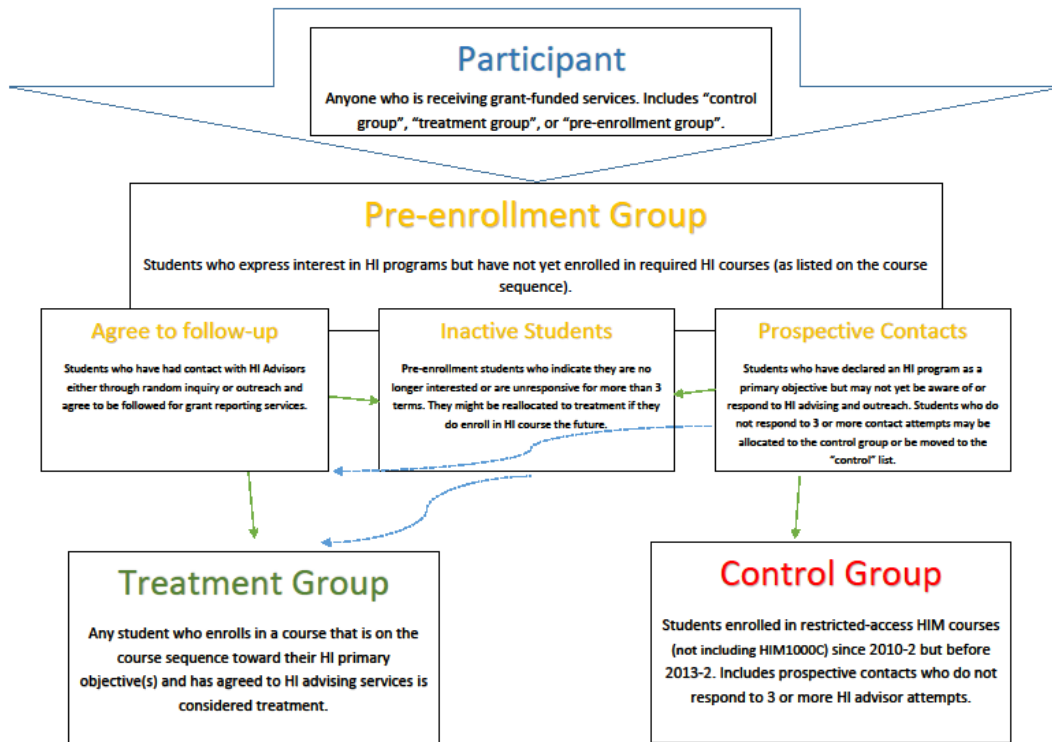 Participant
Anyone who is receiving grant-funded services. Includes “control
group”, “treatment group”, or “pre-enrollment group”.
Pre-enrollment Group
Students who express interest in HI programs but have not yet enrolled in required HI courses (as listed on the course
sequence).
Agree to follow-up
Students who have had contact with HI Advisors
either through random inquiry or outreach and
agree to be followed for grant reporting services.
Inactive Students
Pre-enrollment students who indicate they are no
longer interested or are unresponsive for more than 3
terms. They might be reallocated to treatment if they
do enroll in HI course the future.
Prospective Contacts
Students who have declared an HI program as a
primary objective but may not yet be aware of or
respond to HI advising and outreach. Students who do
not respond to 3 or more contact attempts may be
allocated to the control group or be moved to the
“control” list.
Treatment Group
Any student who enrolls in a course that is on the
course sequence toward their HI primary
objective(s) and has agreed to HI advising services is
considered treatment.
Control Group
Students enrolled in restricted-access HIM courses
(not including HIM1000C) since 2010-2 but before
2013-2. Includes prospective contacts who do not
respond to 3 or more HI advisor attempts.